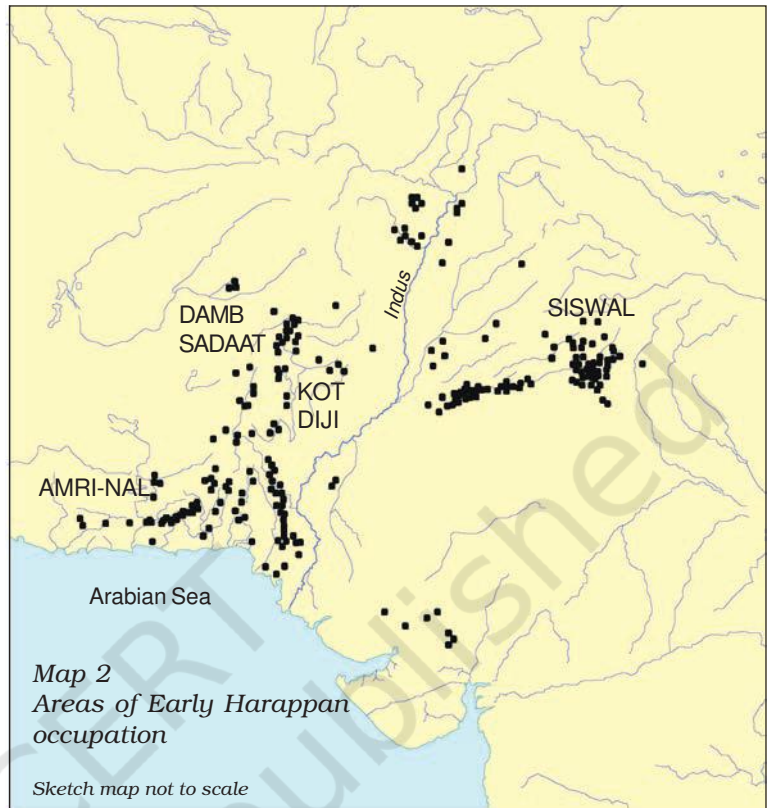 Indus
SISWAL
DAMB
SADAAT
KOT
DIJI
AMRI-NAL
Arabian Sea
Map 2
Areas of Early Harappan
occupation
Sketch map not to scale